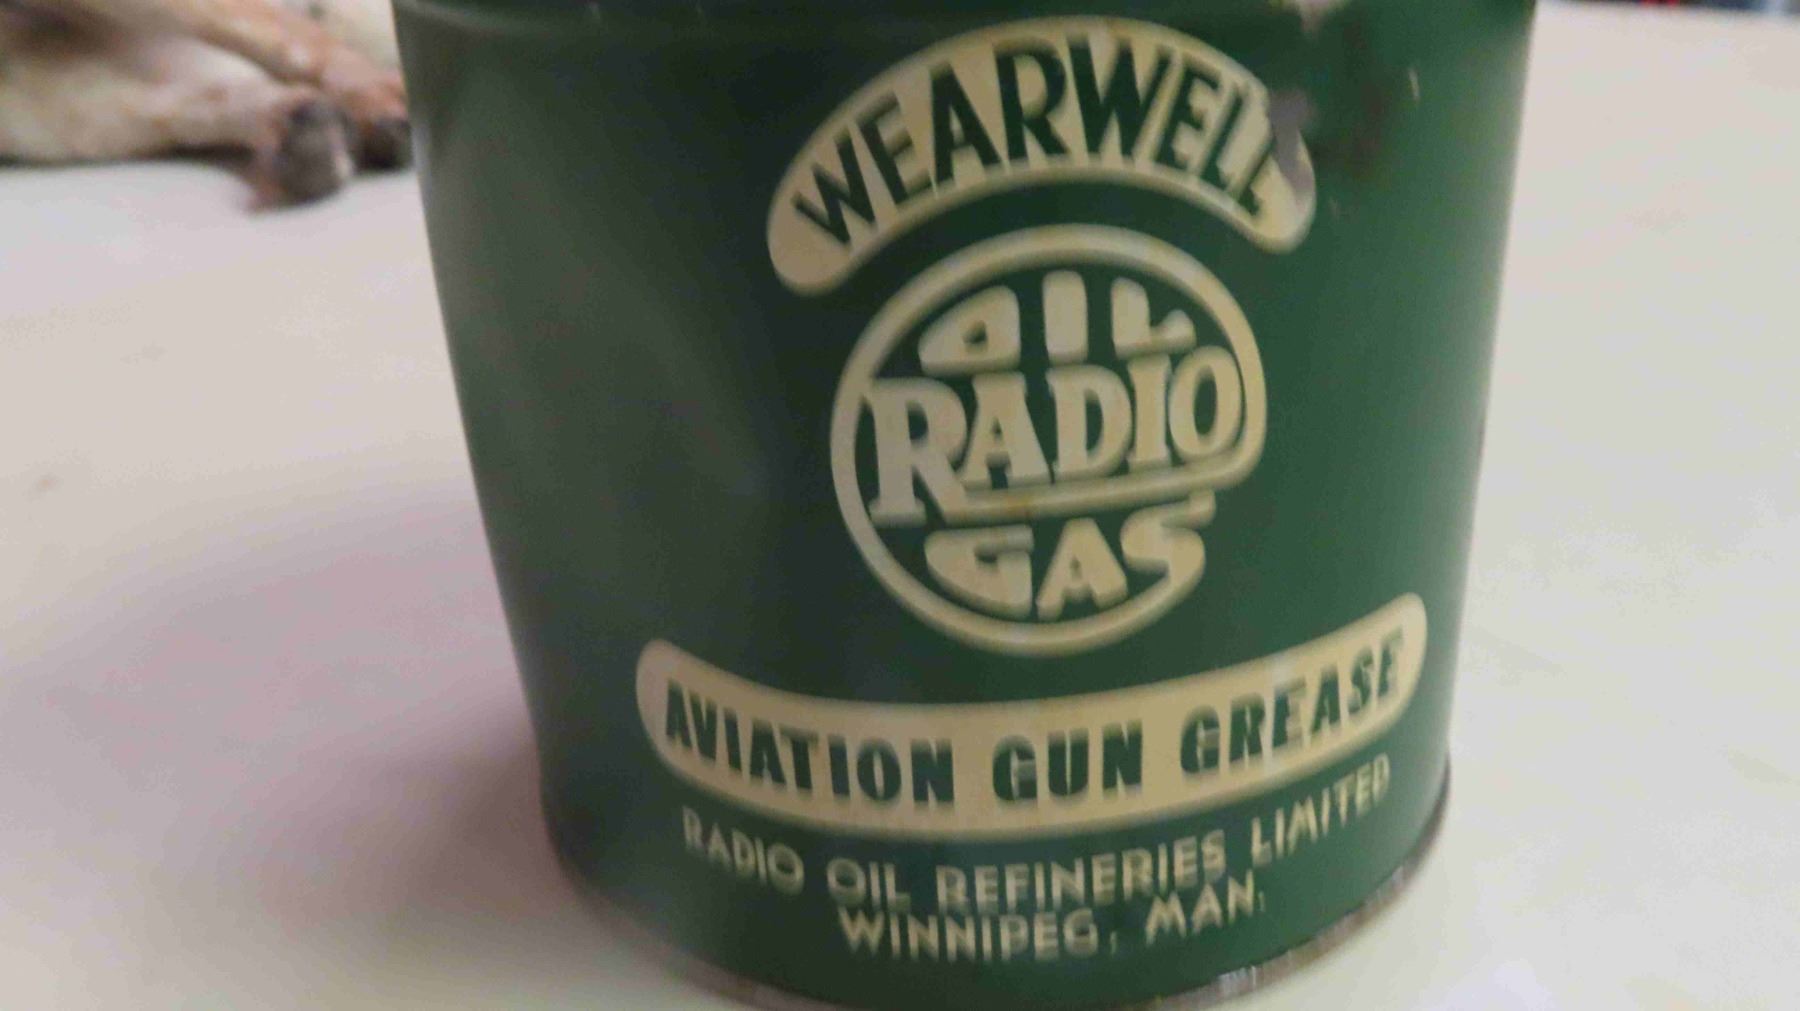 WEARWELL
OIL
RADIO
GAS
AVIATION GUN GREASE
RADIO OIL REFINERIES LIMITED
WINNIPEG, MAN.